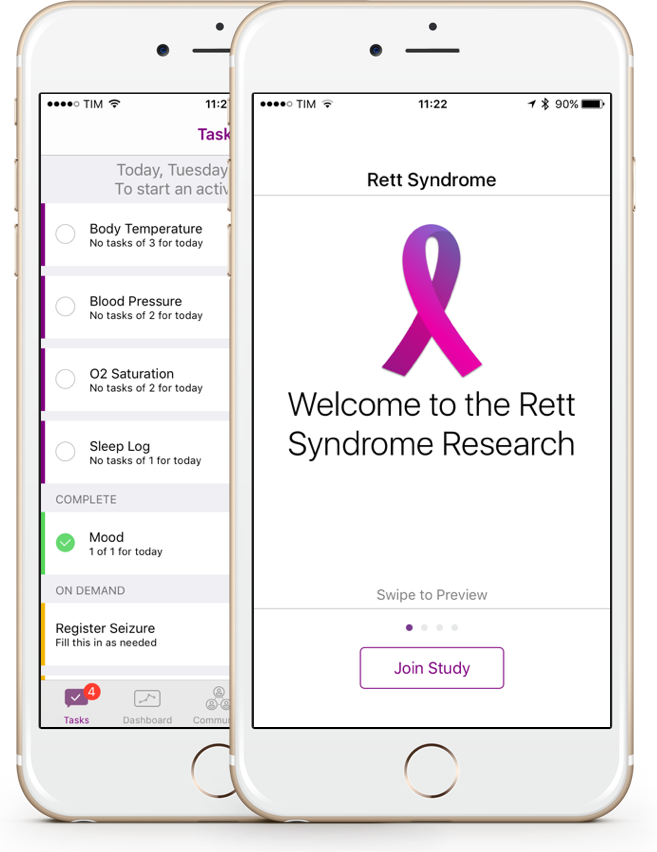 TIM
11:2
Task
Today, Tuesday
To start an activ
Body Temperature
No tasks of 3 for today
Blood Pressure
No tasks of 2 for today
O2 Saturation
No tasks of 2 for today
Sleep Log
No tasks of 1 for today
COMPLETE
Mood
1 of 1 for today
ON DEMAND
Register Seizure
Fill this in as needed
4
Tasks
Dashboard
Commu
TIM
11:22
90%
Rett Syndrome
Welcome to the Rett
Syndrome Research
Swipe to Preview
Join Study